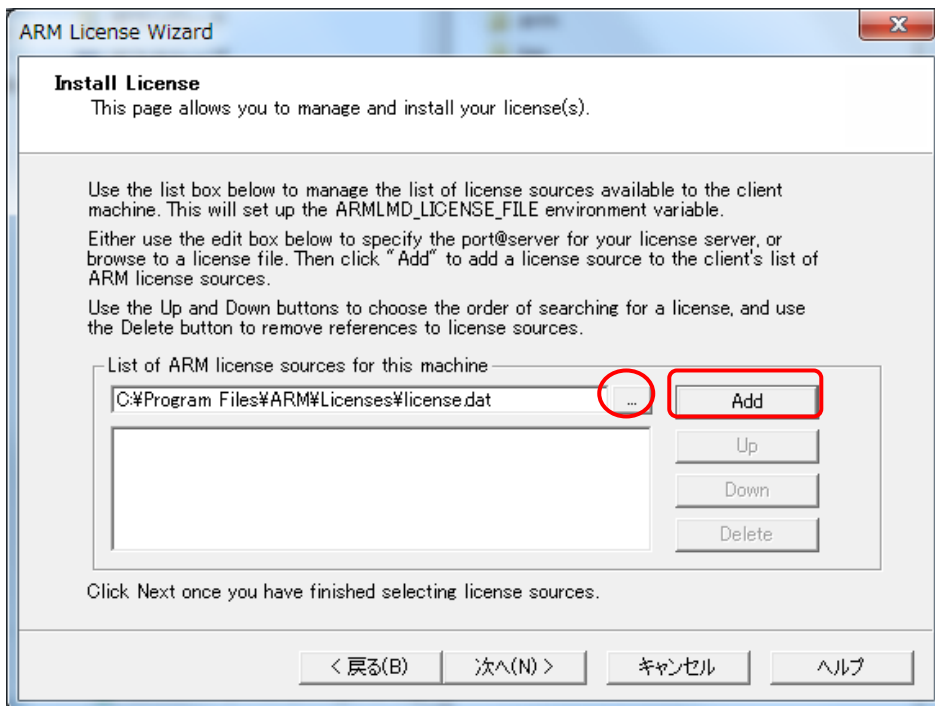 ARM License Wizard
Install License
This page allows you to manage and install your license(s).
Use the list box below to manage the list of license sources available to the client
machine. This will set up the ARMLMD_LICENSE_FILE environment variable.
Either use the edit box below to specify the port@server for your license server, or
browse to a license file. Then click "Add" to add a license source to the client's list of
ARM license sources.
Use the Up and Down buttons to choose the order of searching for a license, and use
the Delete button to remove references to license sources.
List of ARM license sources for this machine
C:¥Program Files¥ARM¥Licenses¥license.dat
...
Add
Up
Down
Delete
Click Next once you have finished selecting license sources.
< 戻る(B)
次へ(N) >
キャンセル
ヘルプ